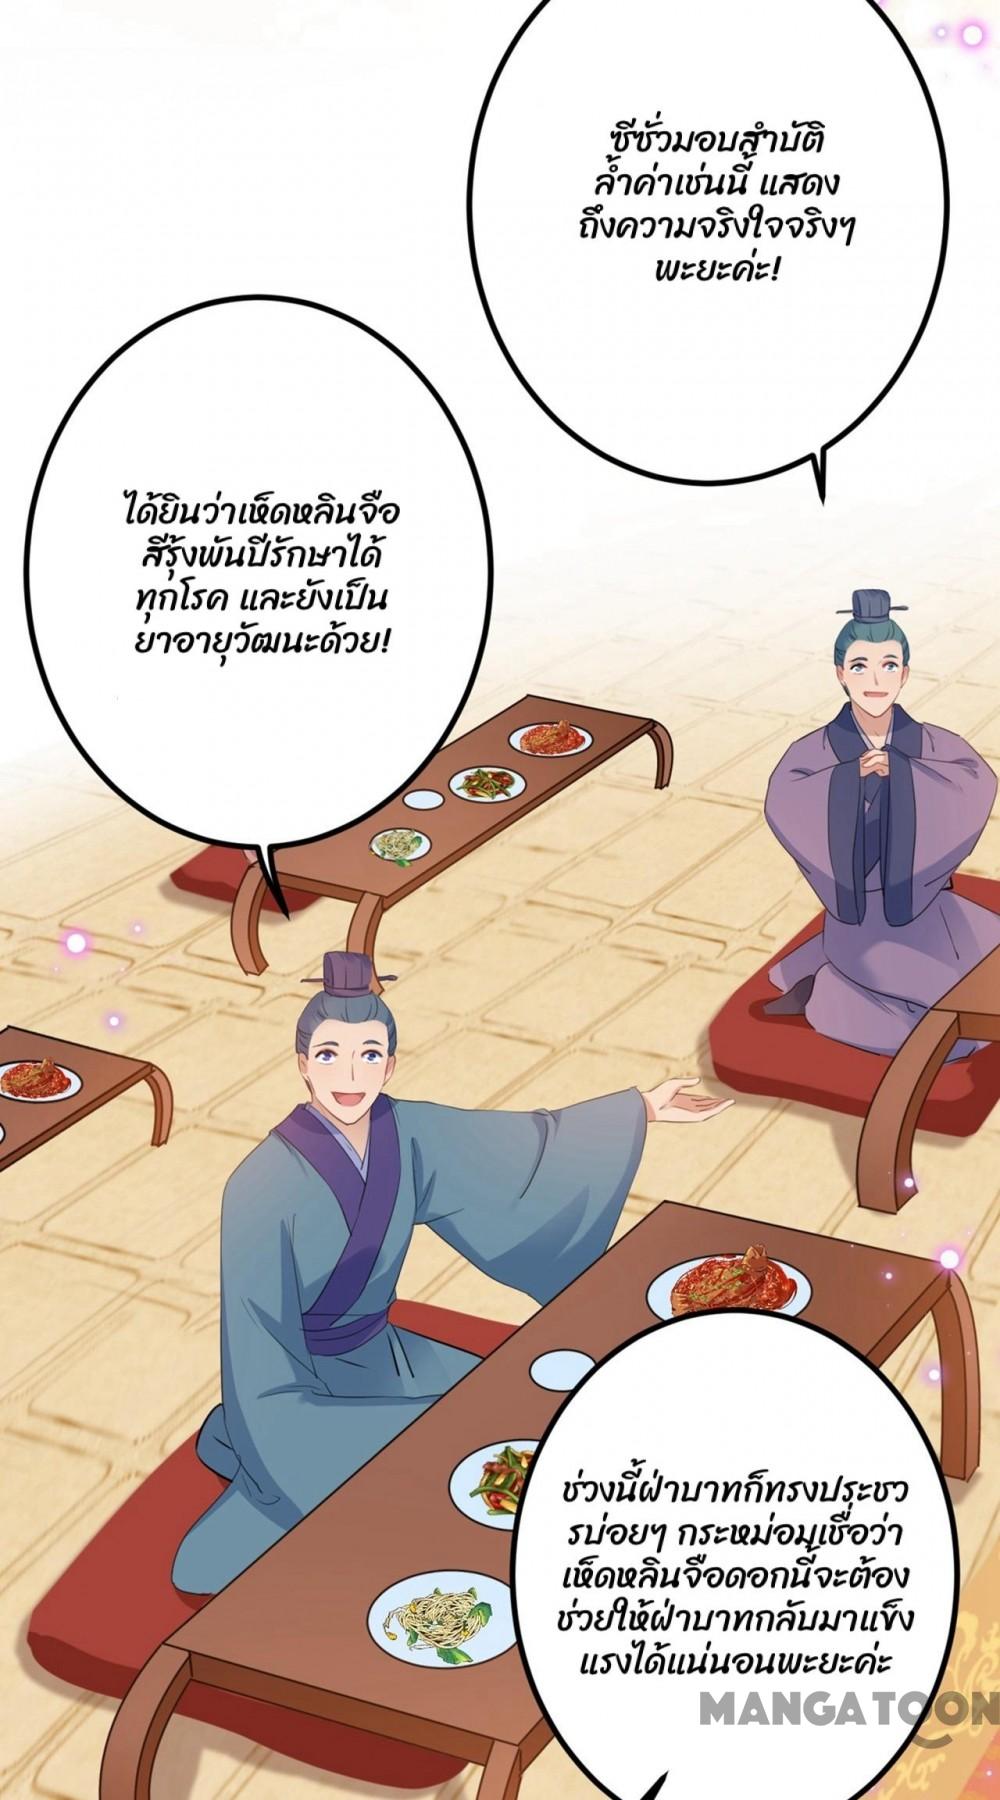 ซีซั่วมอบสำบัติ
ล้ำค่าเช่นนี้ แสดง
ถึงความจริงใจจริงๆ
พะยะค่ะ!
ได้ยินว่าเห็ดหลินจือ
สีรุ้งพันปีรักษาได้
ทุกโรค และยังเป็น
ยาอายุวัฒนะด้วย!
ช่วงนี้ฝ่าบาทก็ทรงประชว
รบ่อยๆ กระหม่อมเชื่อว่า
เห็ดหลินจือดอกนี้จะต้อง
ช่วยให้ฝ่าบาทกลับมาแข็ง
แรงได้แน่นอนพะยะค่ะ
MANGATOON